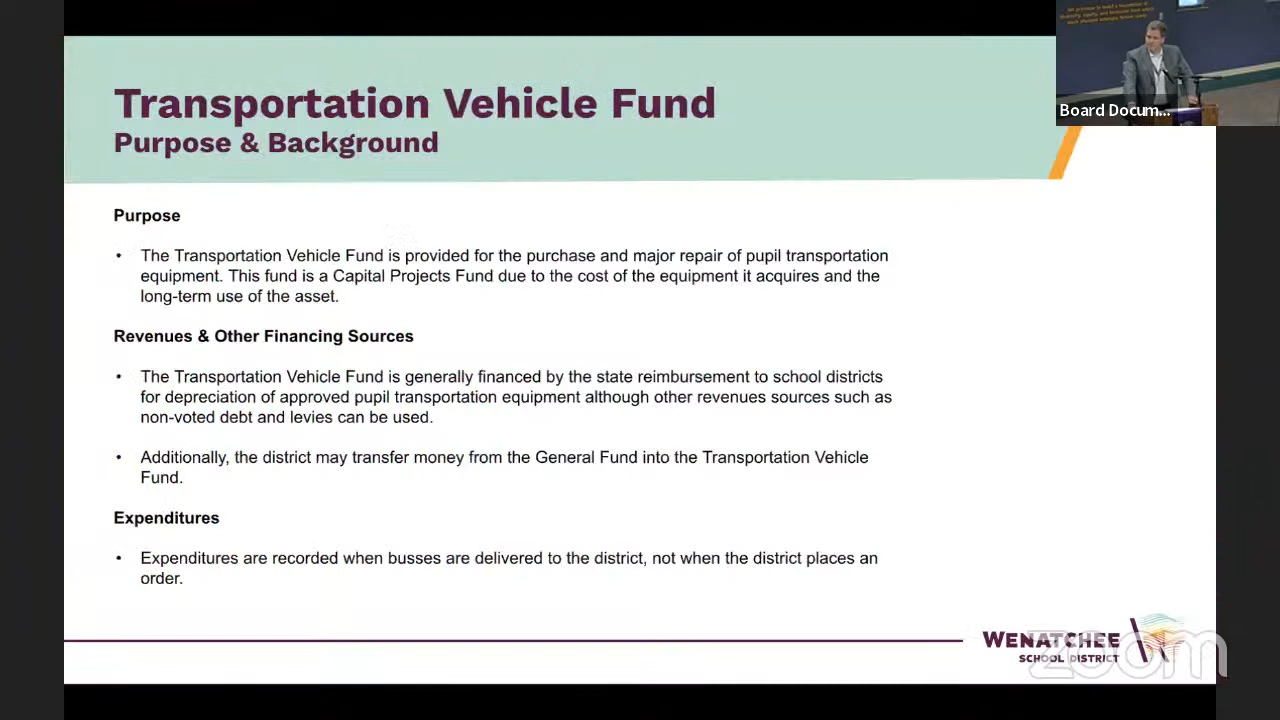 Transportation Vehicle Fund
Purpose & Background
Board Docum...
Purpose
• The Transportation Vehicle Fund is provided for the purchase and major repair of pupil transportation
equipment. This fund is a Capital Projects Fund due to the cost of the equipment it acquires and the
long-term use of the asset.
Revenues & Other Financing Sources
• The Transportation Vehicle Fund is generally financed by the state reimbursement to school districts
for depreciation of approved pupil transportation equipment although other revenues sources such as
non-voted debt and levies can be used.
• Additionally, the district may transfer money from the General Fund into the Transportation Vehicle
Fund.
Expenditures
• Expenditures are recorded when busses are delivered to the district, not when the district places an
order.
WENATCHEE
SCHOOL DISTRICT
zoom